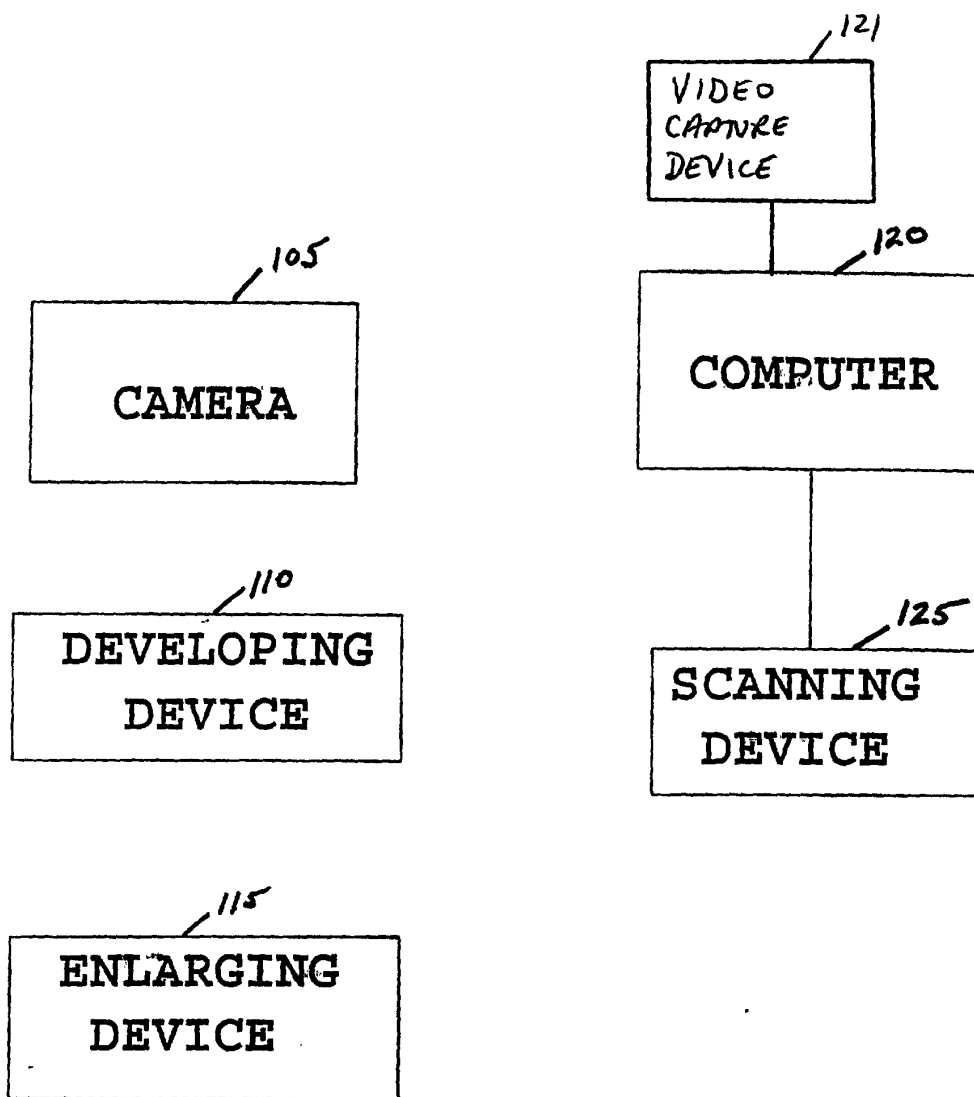 105
CAMERA
110
DEVELOPING
DEVICE
115
ENLARGING
DEVICE
121
VIDEO
CAPTURE
DEVICE
120
COMPUTER
125
SCANNING
DEVICE